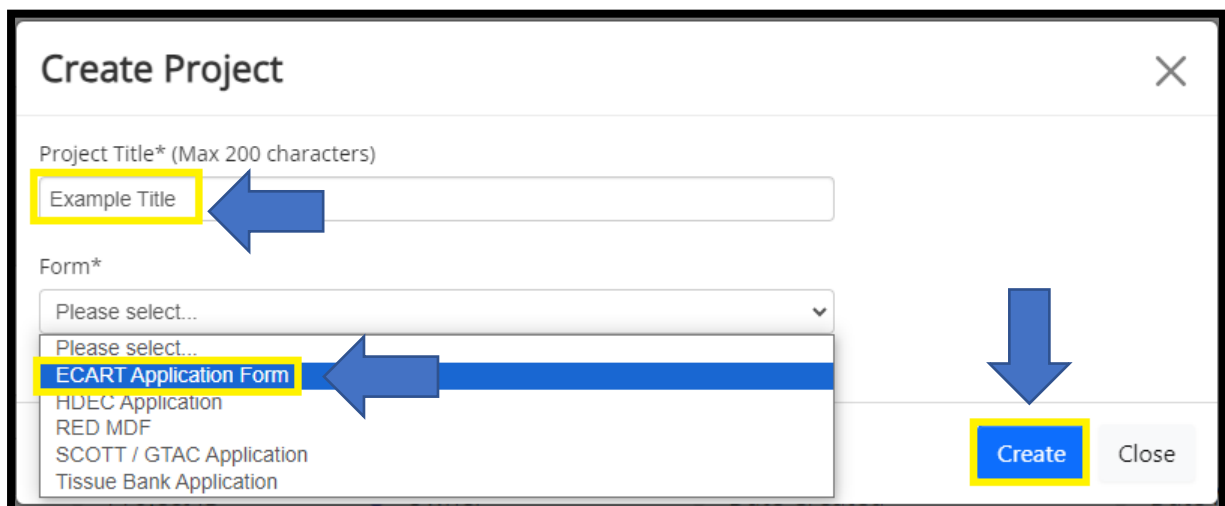 Create Project
Project Title* (Max 200 characters)
Example Title
Form*
Please select...
Please select...
ECART Application Form
HDEC Application
RED MDF
SCOTT / GTAC Application
Tissue Bank Application
Create Close